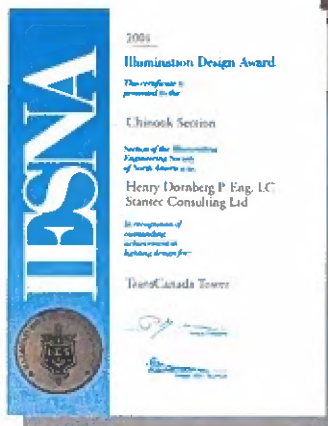 IESNA
2001
Illumination Design Award
This certificate is
presented to the
Chinook Section
Section of the Illuminating
Engineering Society
of North America
Henry Dornberg P. Eng. LC
Stantec Consulting Ltd
In recognition of
outstanding
achievement in
lighting design for
TransCanada Tower